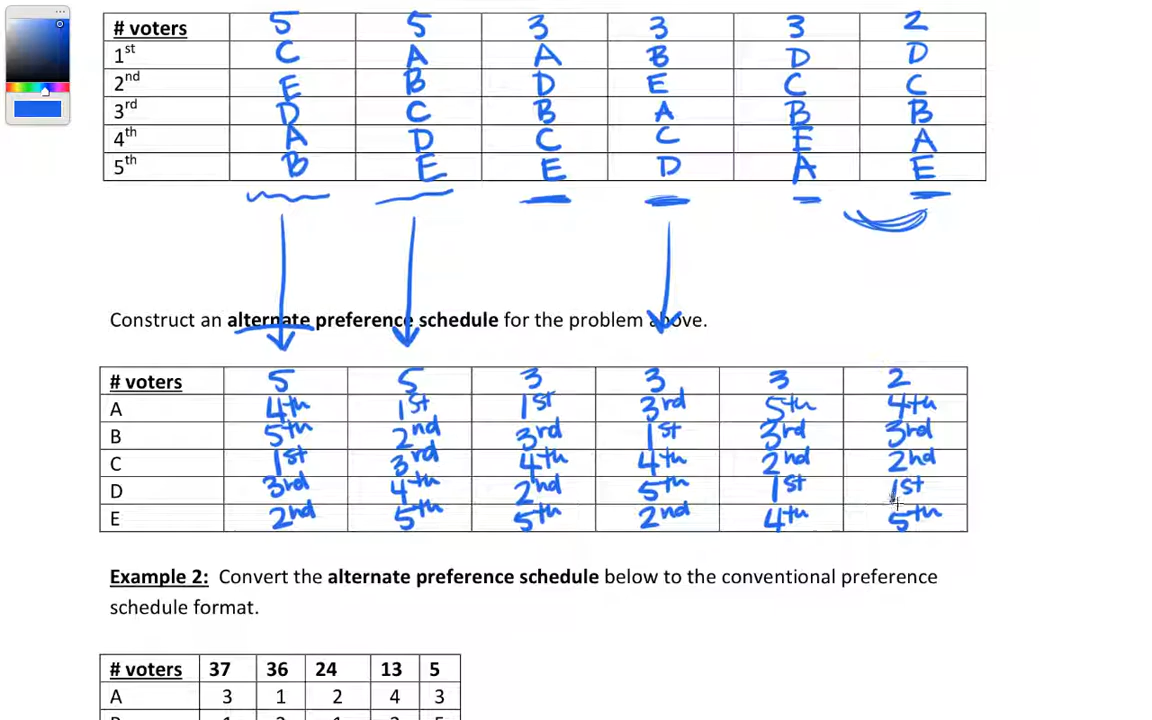 # voters 5 5 3 3 3 2
1st C A A B D D
2nd E B D E C C
3rd D C B A B B
4th A D C C E A
5th B E E D A E
Construct an alternate preference schedule for the problem above.
# voters 5 5 3 3 3 2
A 4th 1st 1st 3rd 5th 4th
B 5th 2nd 3rd 1st 3rd 3rd
C 1st 3rd 4th 4th 2nd 2nd
D 3rd 4th 2nd 5th 1st 1st
E 2nd 5th 5th 2nd 4th 5th
Example 2: Convert the alternate preference schedule below to the conventional preference
schedule format.
# voters 37 36 24 13 5
A 3 1 2 4 3